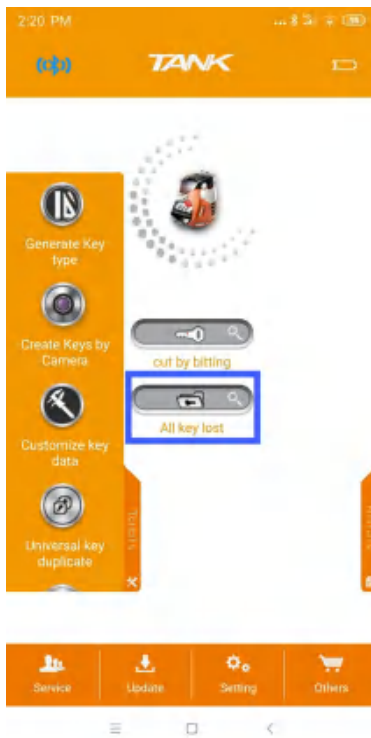 2:20 PM
TANK
Generate Key
type
Create Keys by
Camera
cut by bitting
All key lost
Customize key
data
Universal key
duplicate
Service
Update
Setting
Others